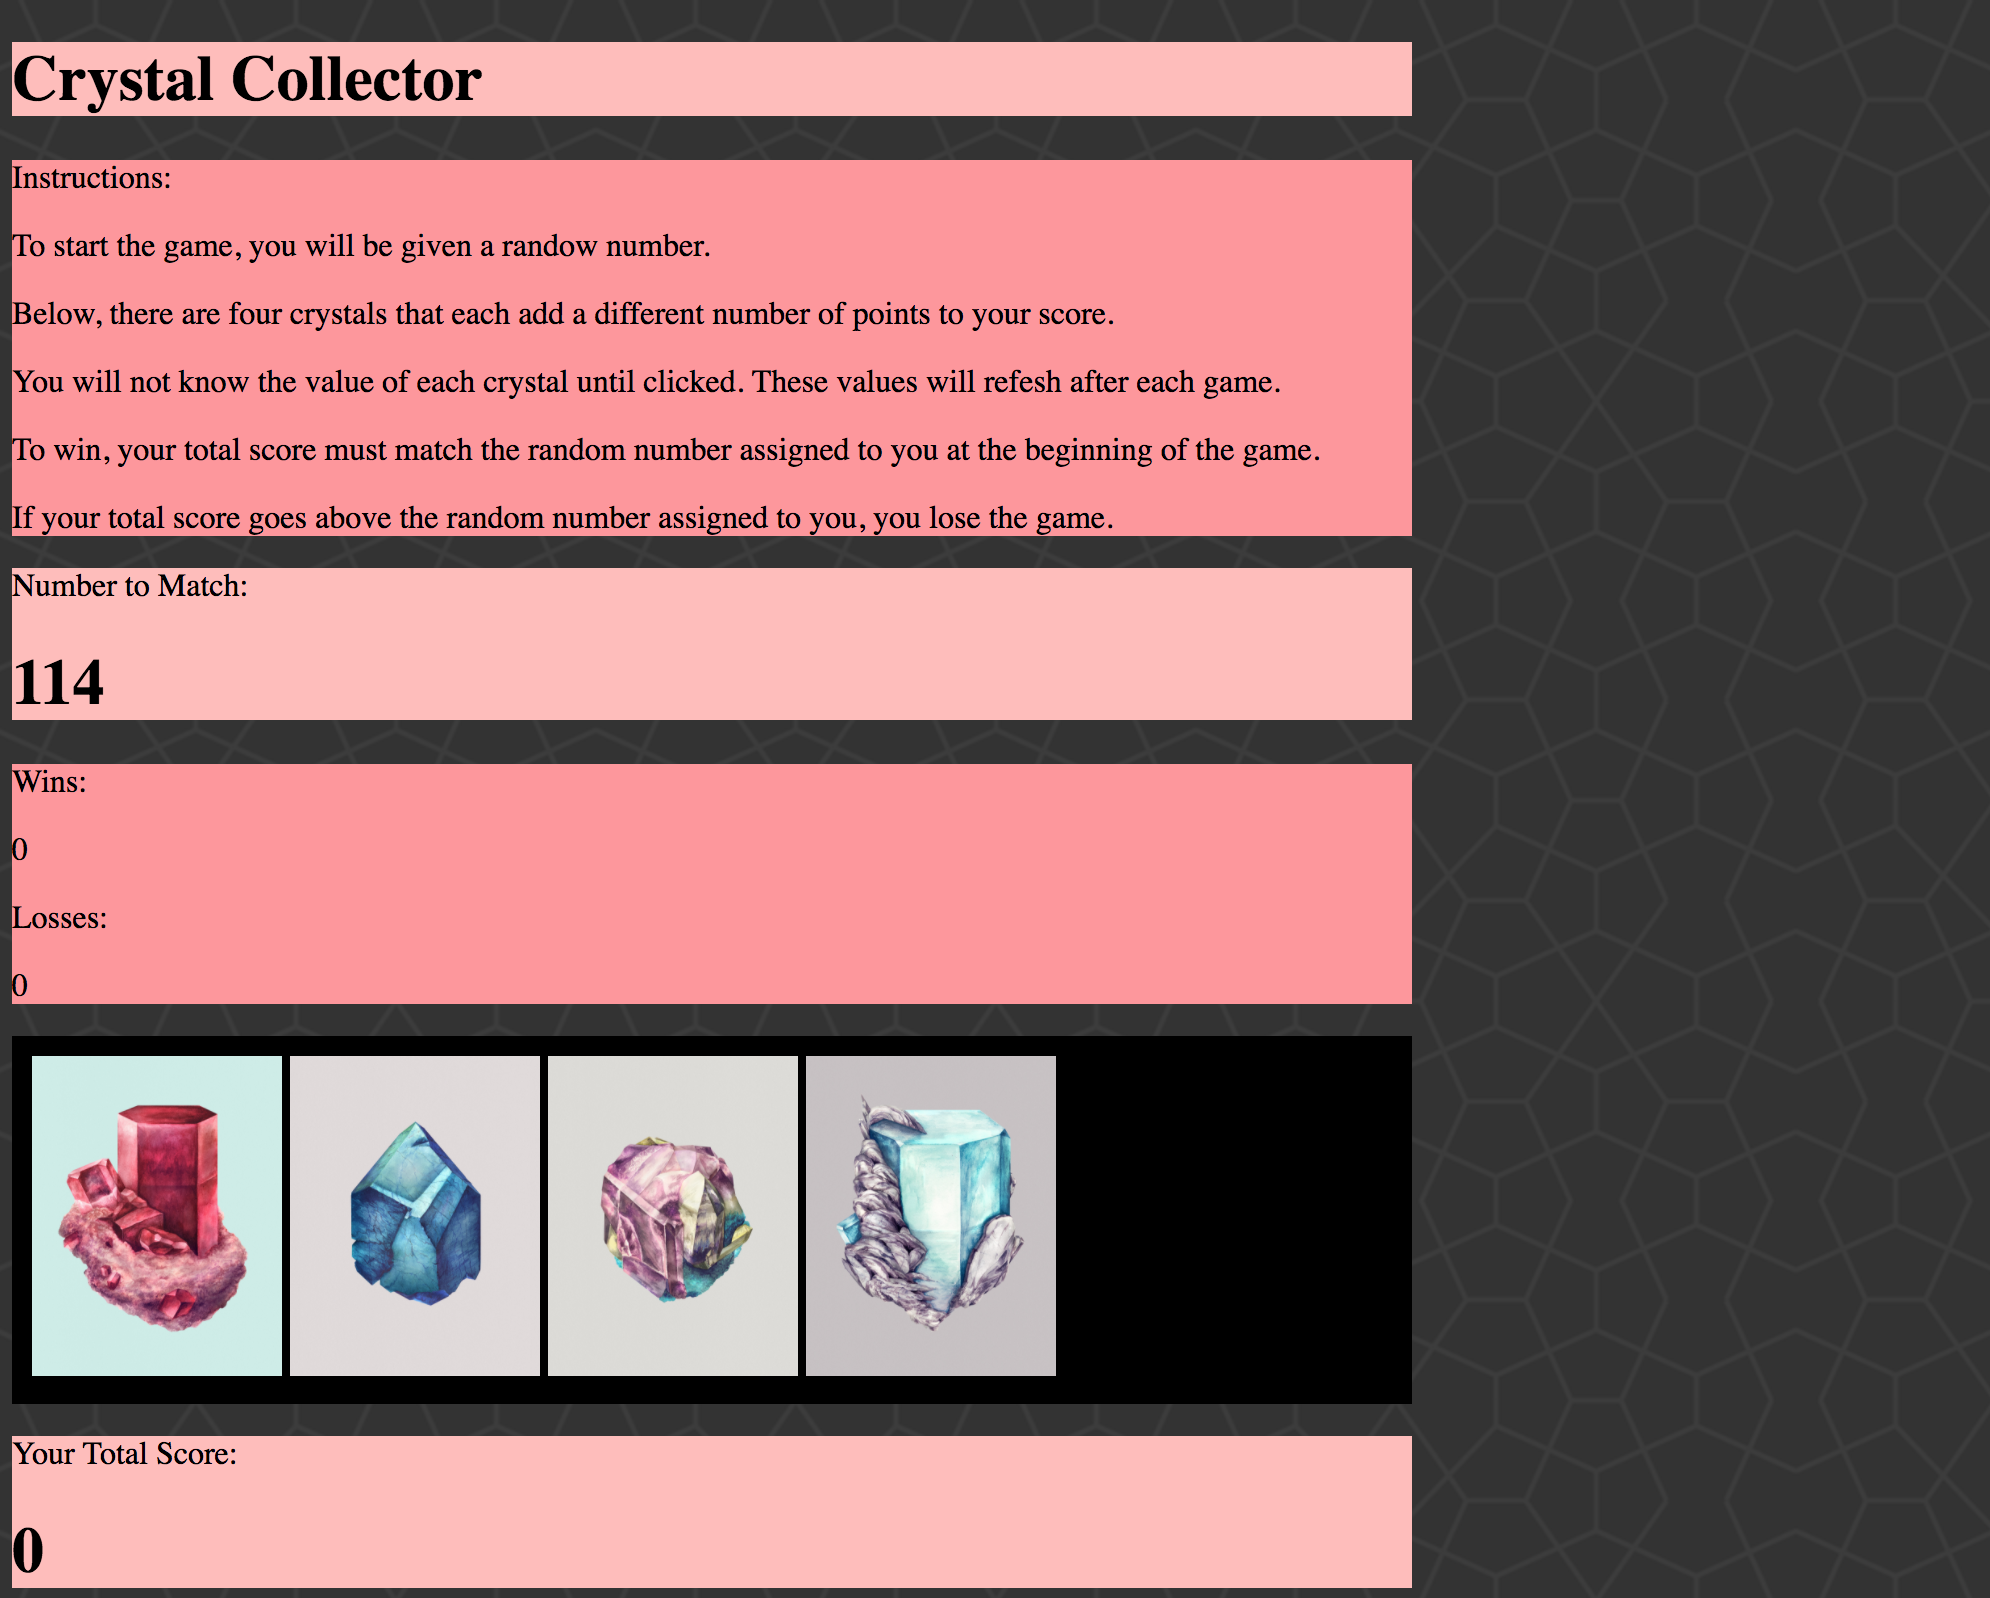 Crystal Collector
Instructions:
To start the game, you will be given a randow number.
Below, there are four crystals that each add a different number of points to your score.
You will not know the value of each crystal until clicked. These values will refesh after each game.
To win, your total score must match the random number assigned to you at the beginning of the game.
If your total score goes above the random number assigned to you, you lose the game.
Number to Match:
114
Wins:
0
Losses:
0
Your Total Score:
0